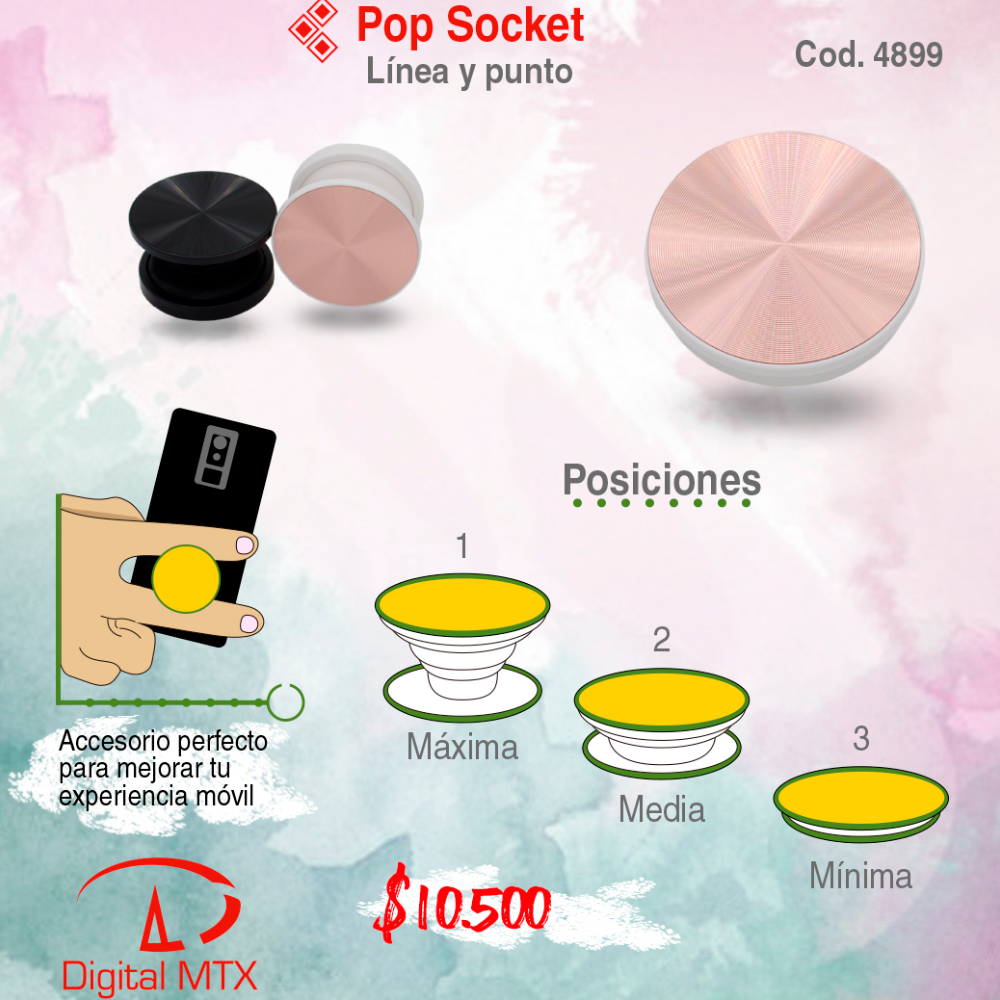 Pop Socket
Línea y punto
Cod. 4899
Posiciones
1
2
3
Máxima
Media
Mínima
Accesorio perfecto
para mejorar tu
experiencia móvil
$10.500
Digital MTX